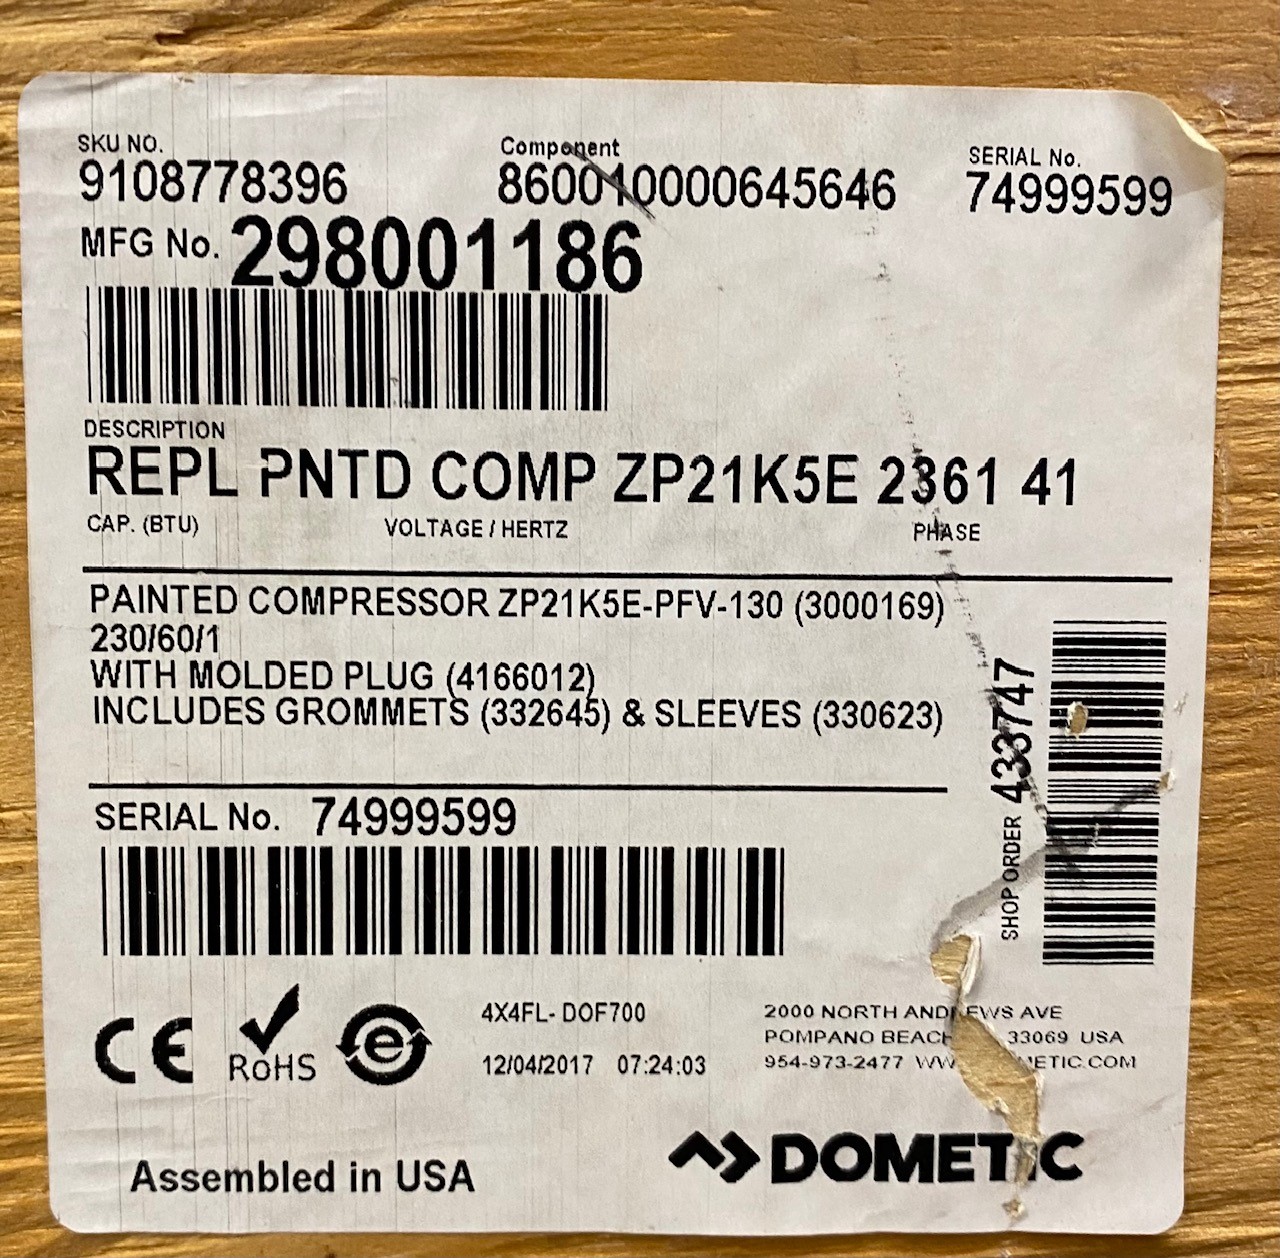 SKU NO.
9108778396
Component
860010000645646
SERIAL No.
74999599
MFG No. 298001186
DESCRIPTION
REPL PNTD COMP ZP21K5E 2361 41
CAP. (BTU) VOLTAGE / HERTZ PHASE
PAINTED COMPRESSOR ZP21K5E-PFV-130 (3000169)
230/60/1
WITH MOLDED PLUG (4166012)
INCLUDES GROMMETS (332645) & SLEEVES (330623)
SHOP ORDER 433747
SERIAL No. 74999599
CE
RoHS
e
4X4FL- DOF700
12/04/2017 07:24:03
2000 NORTH ANDREWS AVE
POMPANO BEACH 33069 USA
954-973-2477
Assembled in USA
DOMETIC